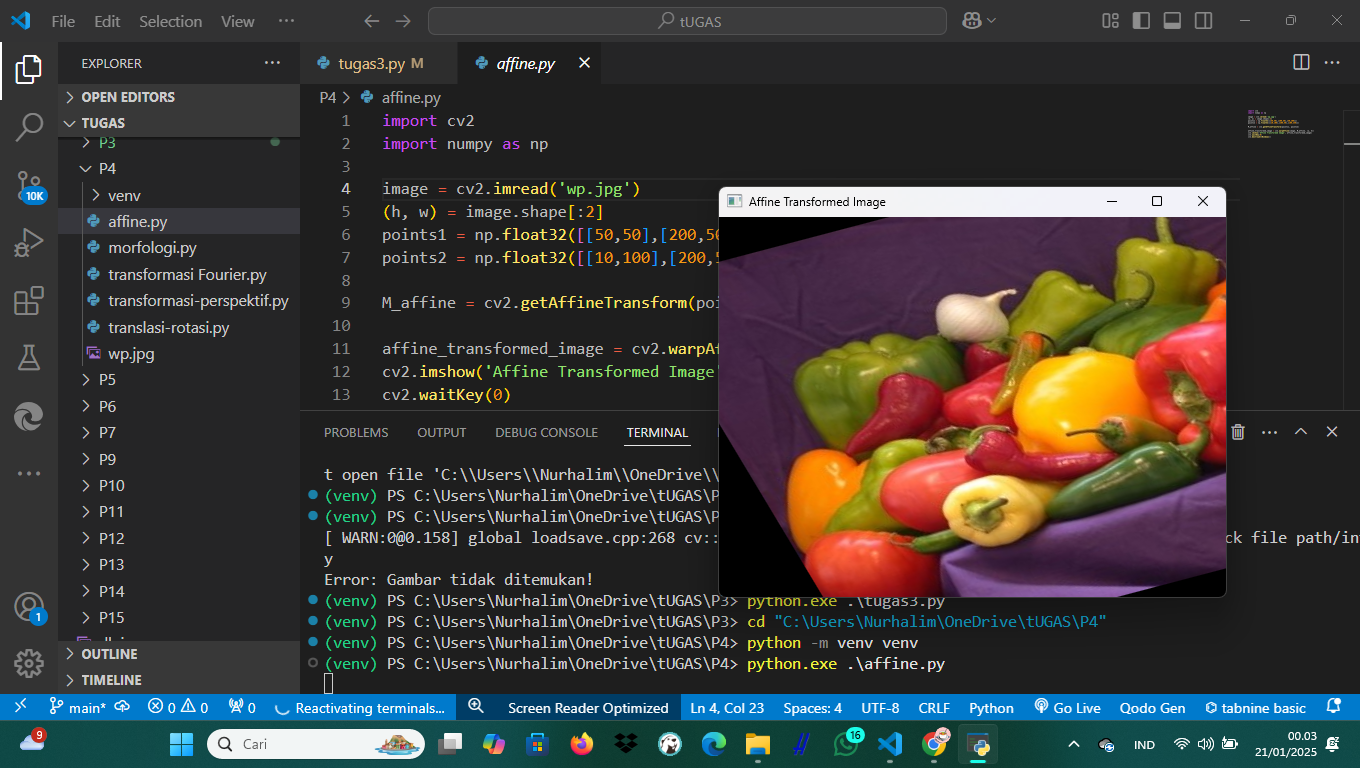 File Edit Selection View ··· tUGAS
EXPLORER
OPEN EDITORS
TUGAS
P3
P4
venv
affine.py
morfologi.py
transformasi Fourier.py
transformasi-perspektif.py
translasi-rotasi.py
wp.jpg
P5
P6
P7
P9
P10
P11
P12
P13
P14
P15
OUTLINE
TIMELINE
10K
1
tugas3.py M affine.py
P4 > affine.py
1 import cv2
2 import numpy as np
3
4 image = cv2.imread('wp.jpg')
5 (h, w) = image.shape[:2]
6 points1 = np.float32([[50,50],[200,50
7 points2 = np.float32([[10,100],[200,5
8
9 M_affine = cv2.getAffineTransform(poi
10
11 affine_transformed_image = cv2.warpAf
12 cv2.imshow('Affine Transformed Image'
13 cv2.waitKey(0)
Affine Transformed Image
PROBLEMS OUTPUT DEBUG CONSOLE TERMINAL
t open file 'C:\\Users\\Nurhalim\\OneDrive\\
(venv) PS C:\Users\Nurhalim\OneDrive\tUGAS\P
(venv) PS C:\Users\Nurhalim\OneDrive\tUGAS\P
[ WARN:0@0.158] global loadsave.cpp:268 cv:: ck file path/in
y
Error: Gambar tidak ditemukan!
(venv) PS C:\Users\Nurhalim\OneDrive\tUGAS\P3> python.exe .\tugas3.py
(venv) PS C:\Users\Nurhalim\OneDrive\tUGAS\P3> cd "C:\Users\Nurhalim\OneDrive\tUGAS\P4"
(venv) PS C:\Users\Nurhalim\OneDrive\tUGAS\P4> python -m venv venv
(venv) PS C:\Users\Nurhalim\OneDrive\tUGAS\P4> python.exe .\affine.py
main* 0 0 0 Reactivating terminals... Screen Reader Optimized Ln 4, Col 23 Spaces: 4 UTF-8 CRLF Python Go Live Qodo Gen tabnine basic
9 Cari 16 IND 00.03
21/01/2025